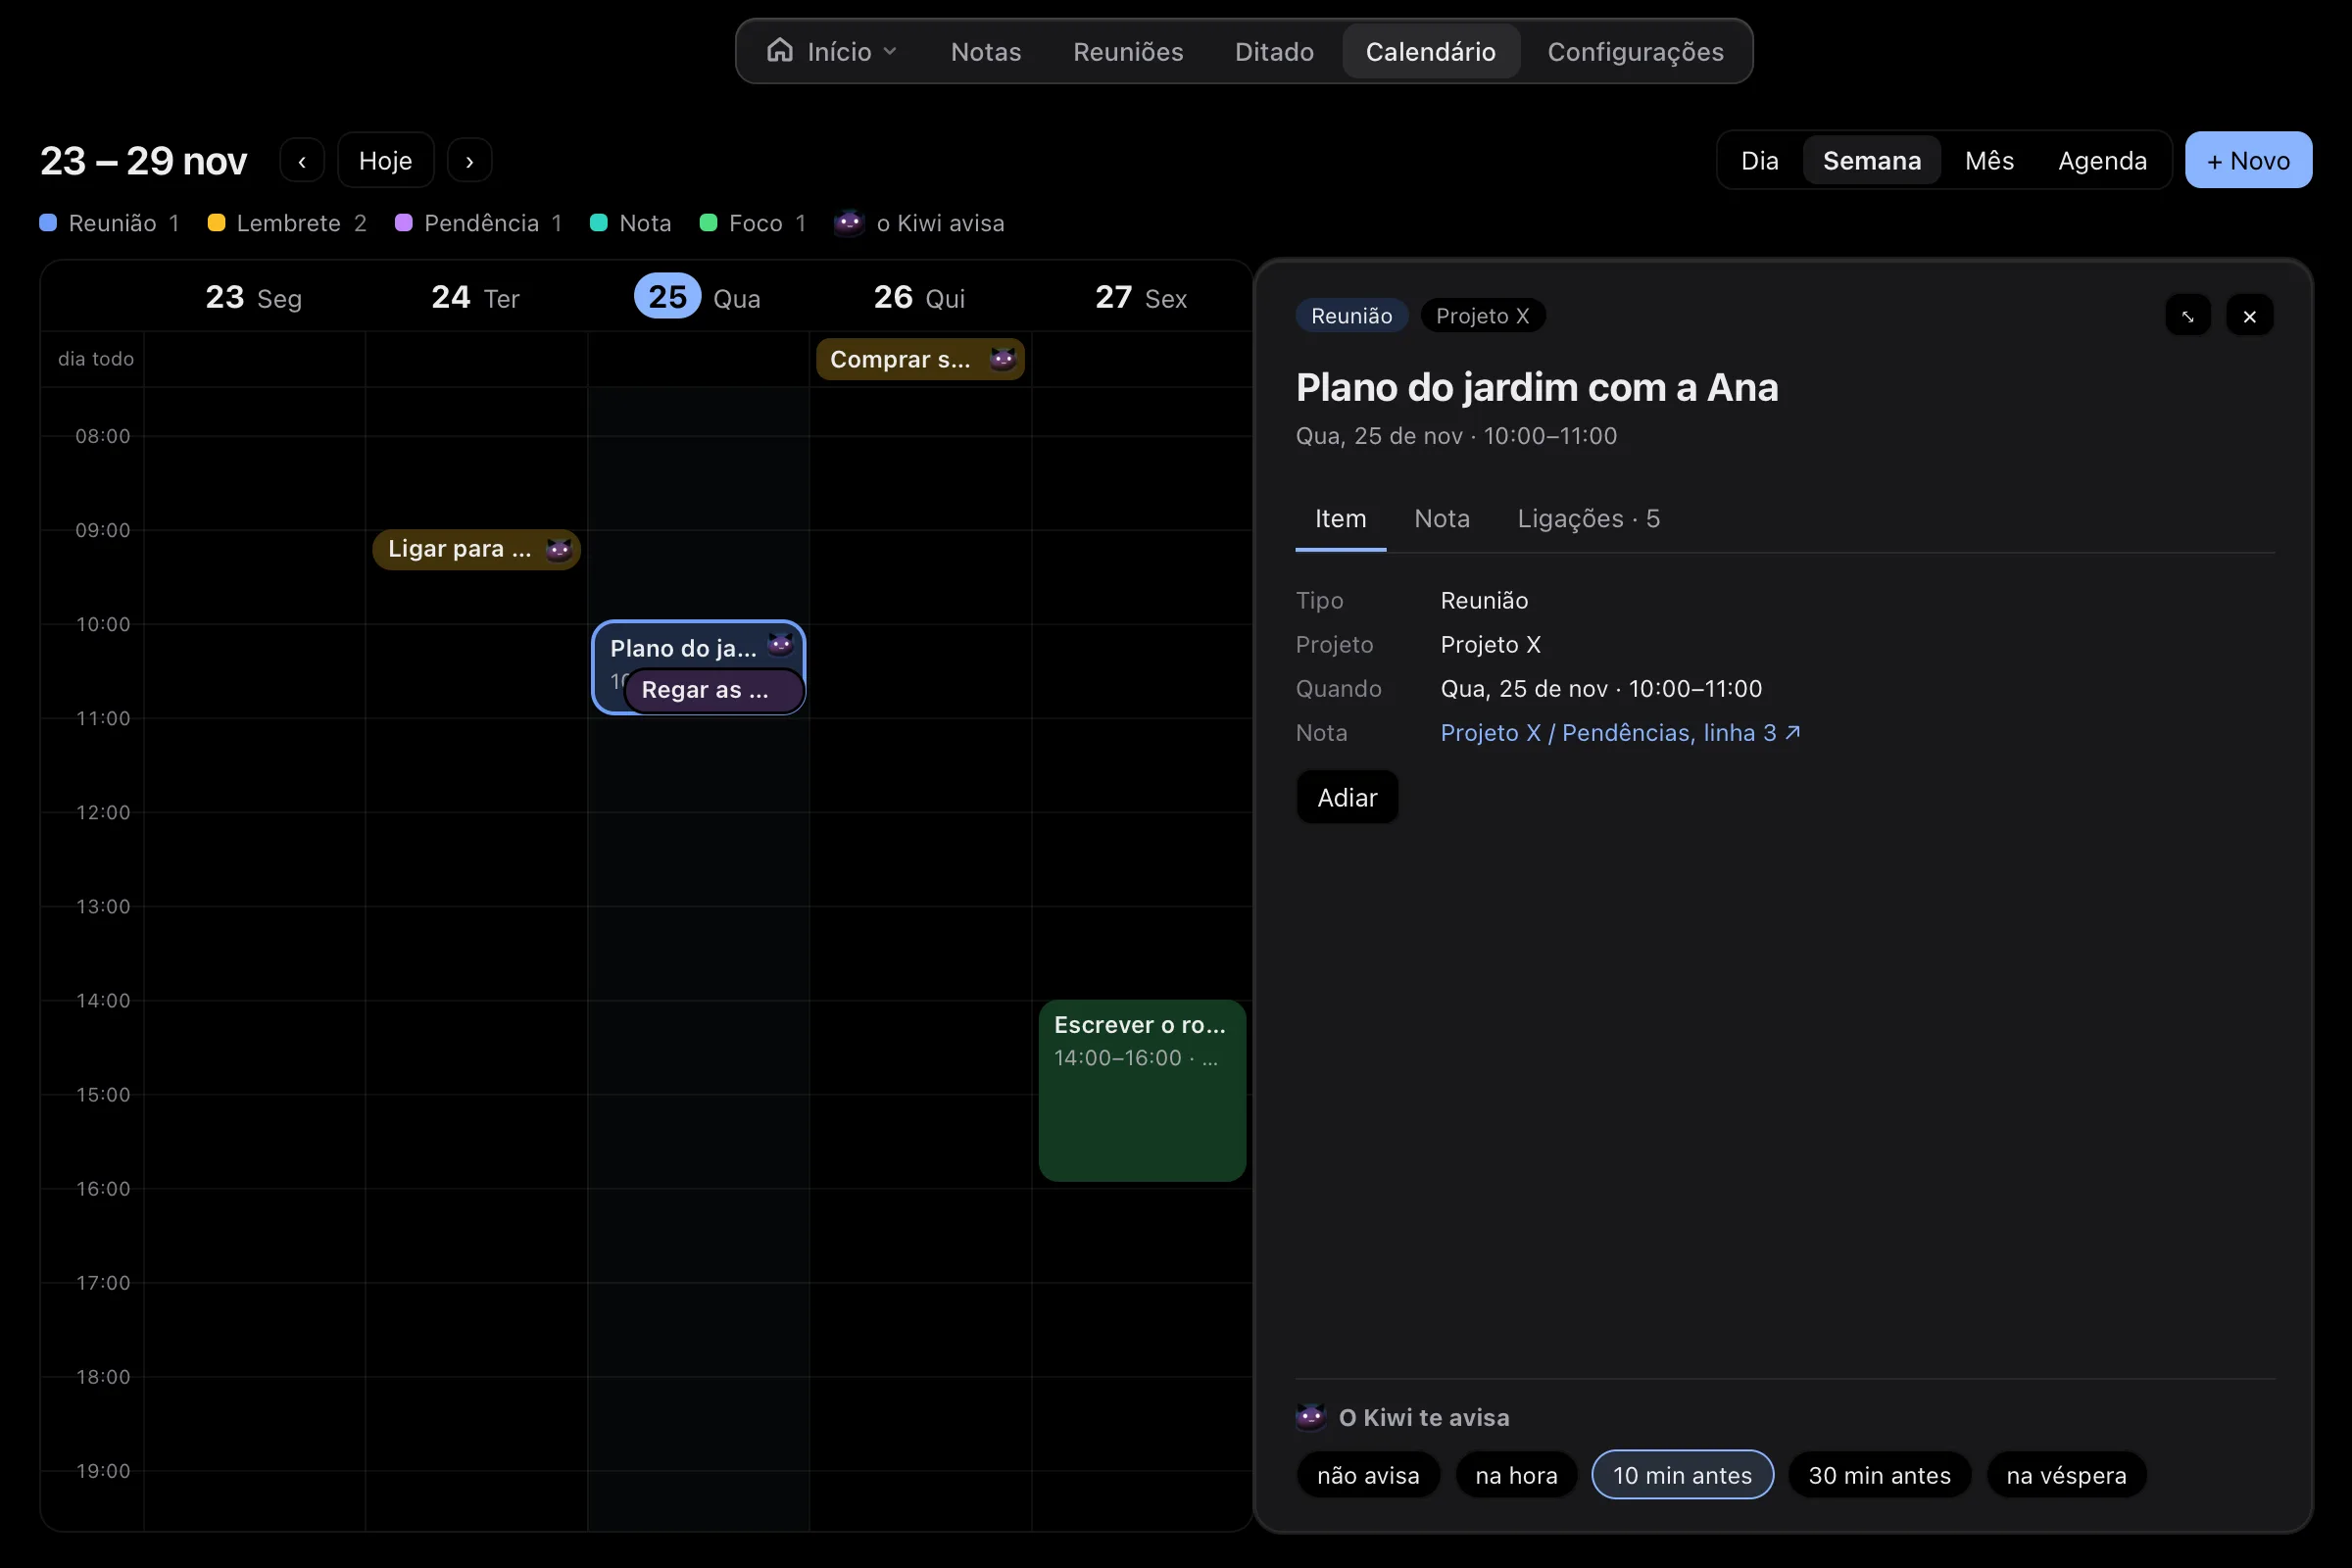 Início Notas Reuniões Ditado Calendário Configurações
23 – 29 nov ‹ Hoje › Dia Semana Mês Agenda + Novo
Reunião 1 Lembrete 2 Pendência 1 Nota Foco 1 o Kiwi avisa
23 Seg 24 Ter 25 Qua 26 Qui 27 Sex
dia todo Comprar s...
08:00
09:00
Ligar para ...
10:00
Plano do ja...
10
Regar as ...
11:00
12:00
13:00
14:00
Escrever o ro...
14:00–16:00 · ...
15:00
16:00
17:00
18:00
19:00
Reunião Projeto X
Plano do jardim com a Ana
Qua, 25 de nov · 10:00–11:00
Item Nota Ligações · 5
Tipo Reunião
Projeto Projeto X
Quando Qua, 25 de nov · 10:00–11:00
Nota Projeto X / Pendências, linha 3 ↗
Adiar
O Kiwi te avisa
não avisa na hora 10 min antes 30 min antes na véspera